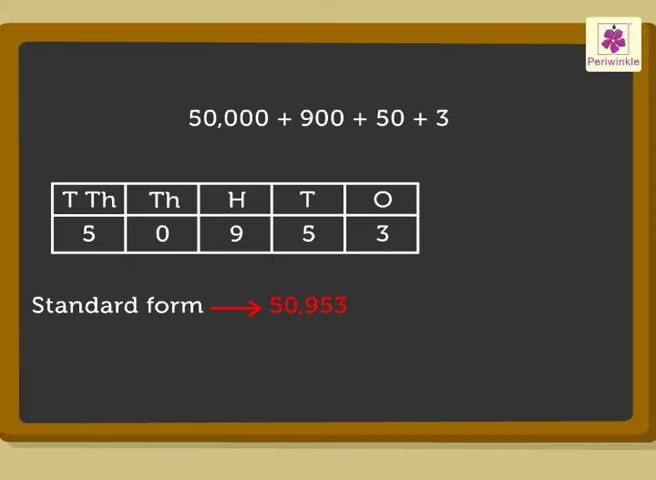 Periwinkle
50,000 + 900 + 50 + 3
T Th Th H T O
5 0 9 5 3
Standard form ⟶ 50,953